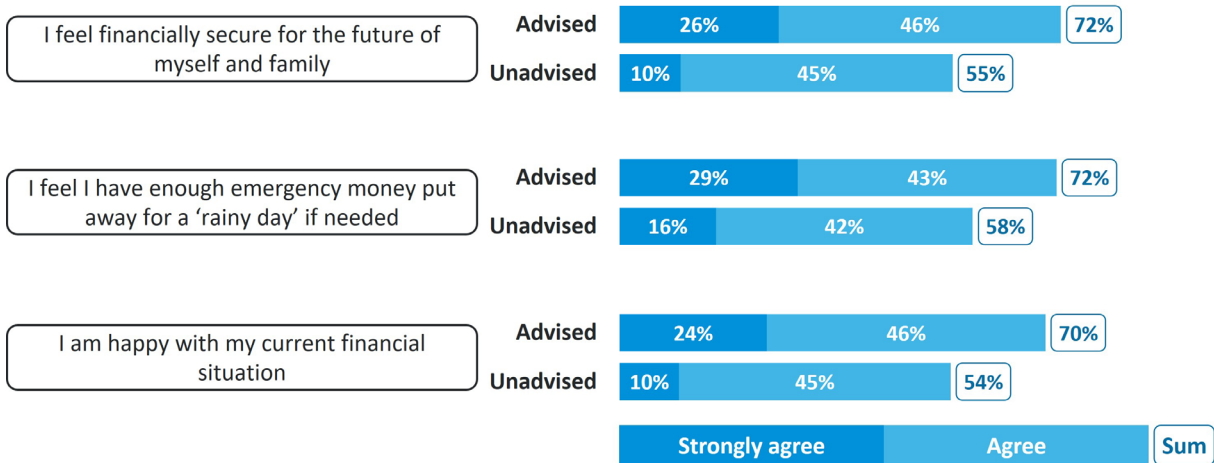 I feel financially secure for the future of
myself and family
Advised
26%
46%
72%
Unadvised
10%
45%
55%
I feel I have enough emergency money put
away for a ‘rainy day’ if needed
Advised
29%
43%
72%
Unadvised
16%
42%
58%
I am happy with my current financial
situation
Advised
24%
46%
70%
Unadvised
10%
45%
54%
Strongly agree
Agree
Sum